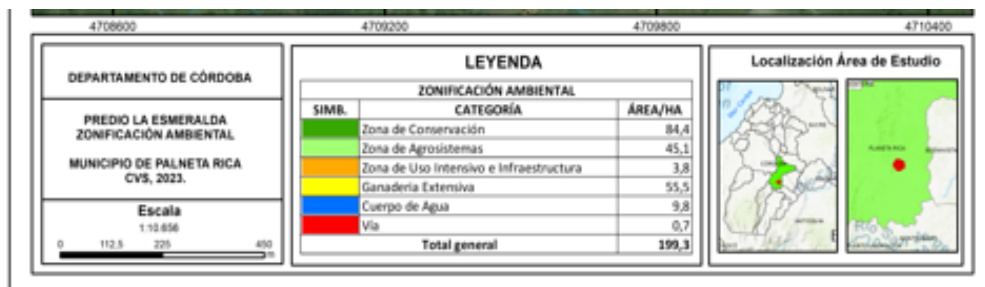 4708600 4709200 4709800 4710400
DEPARTAMENTO DE CÓRDOBA
PREDIO LA ESMERALDA
ZONIFICACIÓN AMBIENTAL
MUNICIPIO DE PALNETA RICA
CVS, 2023.
Escala
1:10.656
0 112,5 225 450
m
LEYENDA
ZONIFICACIÓN AMBIENTAL
SIMB. CATEGORÍA ÁREA/HA
Zona de Conservación 84,4
Zona de Agrosistemas 45,1
Zona de Uso Intensivo e Infraestructura 3,8
Ganadería Extensiva 55,5
Cuerpo de Agua 9,8
Vía 0,7
Total general 199,3
Localización Área de Estudio
Mar Caribe
SUCRE
PLANETA RICA